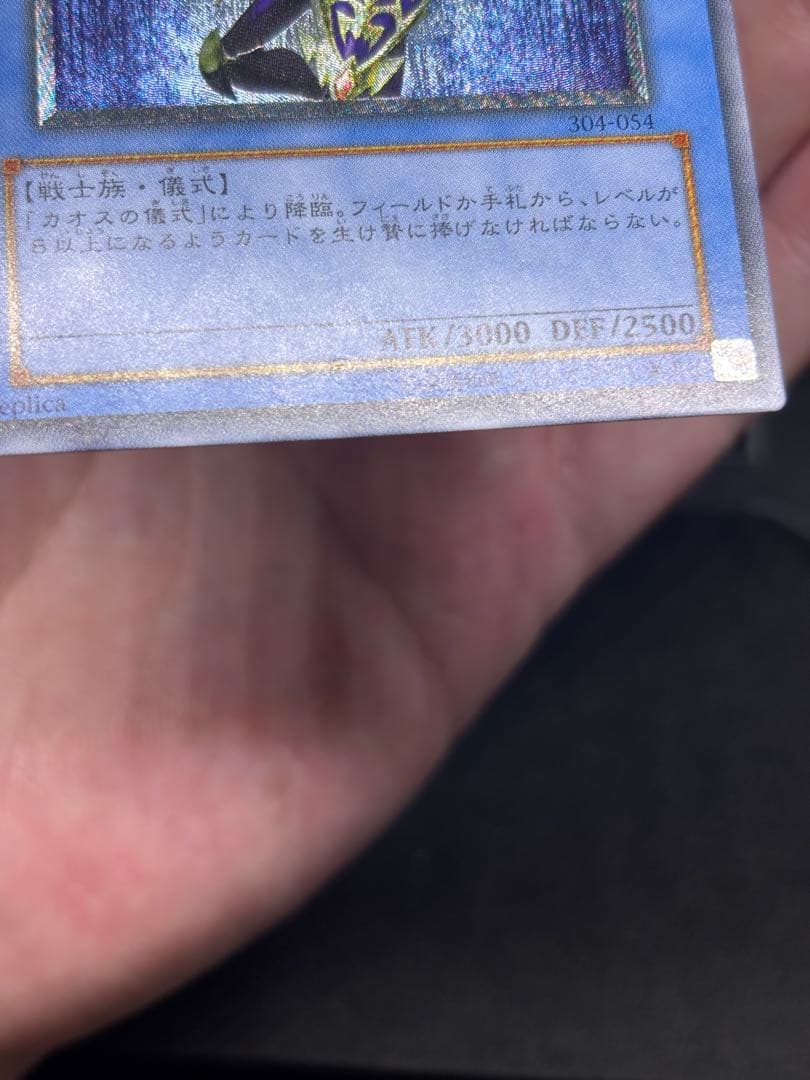 304-054
【戦士族・儀式】
「カオスの儀式」により降臨。フィールドか手札から、レベルが
8以上になるようカードを生け贄に捧げなければならない。
ATK/3000 DEF/2500
eplica